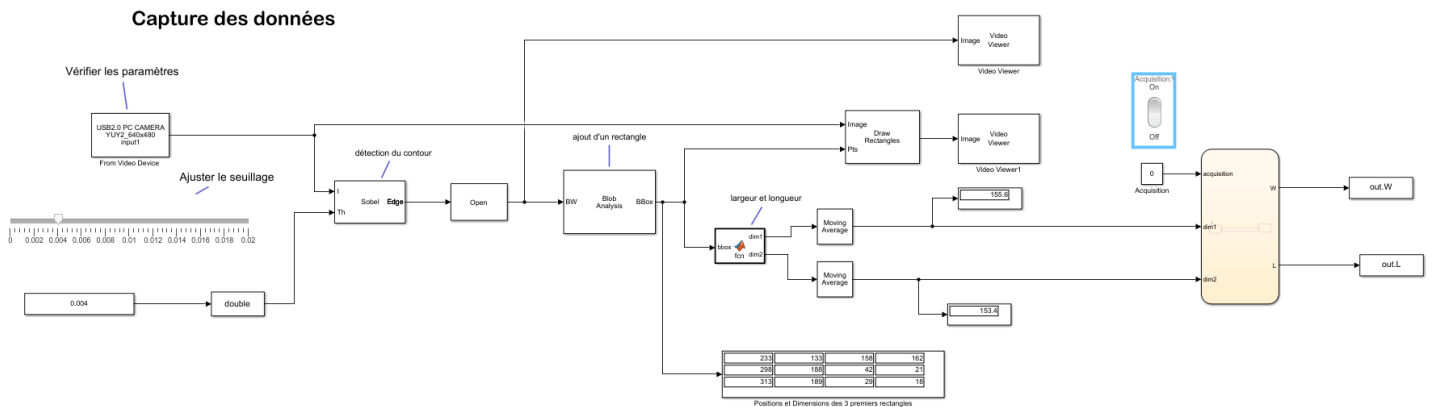 Capture des données
Vérifier les paramètres
USB2.0 PC CAMERA
YUY2_640x480
input1
From Video Device
Ajuster le seuillage
0 0.002 0.004 0.006 0.008 0.01 0.012 0.014 0.016 0.018 0.02
0.004
double
détection du contour
I
Th
Sobel
Edge
Open
ajout d'un rectangle
BW
Blob
Analysis
BBox
Image
Video
Viewer
Video Viewer
Image
Pts
Draw
Rectangles
Image
Video
Viewer
Video Viewer1
largeur et longueur
bbox
fcn
dim1
dim2
Moving
Average
Moving
Average
155.6
153.4
233 133 158 162
298 188 42 21
313 189 29 18
Positions et Dimensions des 3 premiers rectangles
On
Off
0
Acquisition
acquisition
dim1
dim2
W
L
out.W
out.L